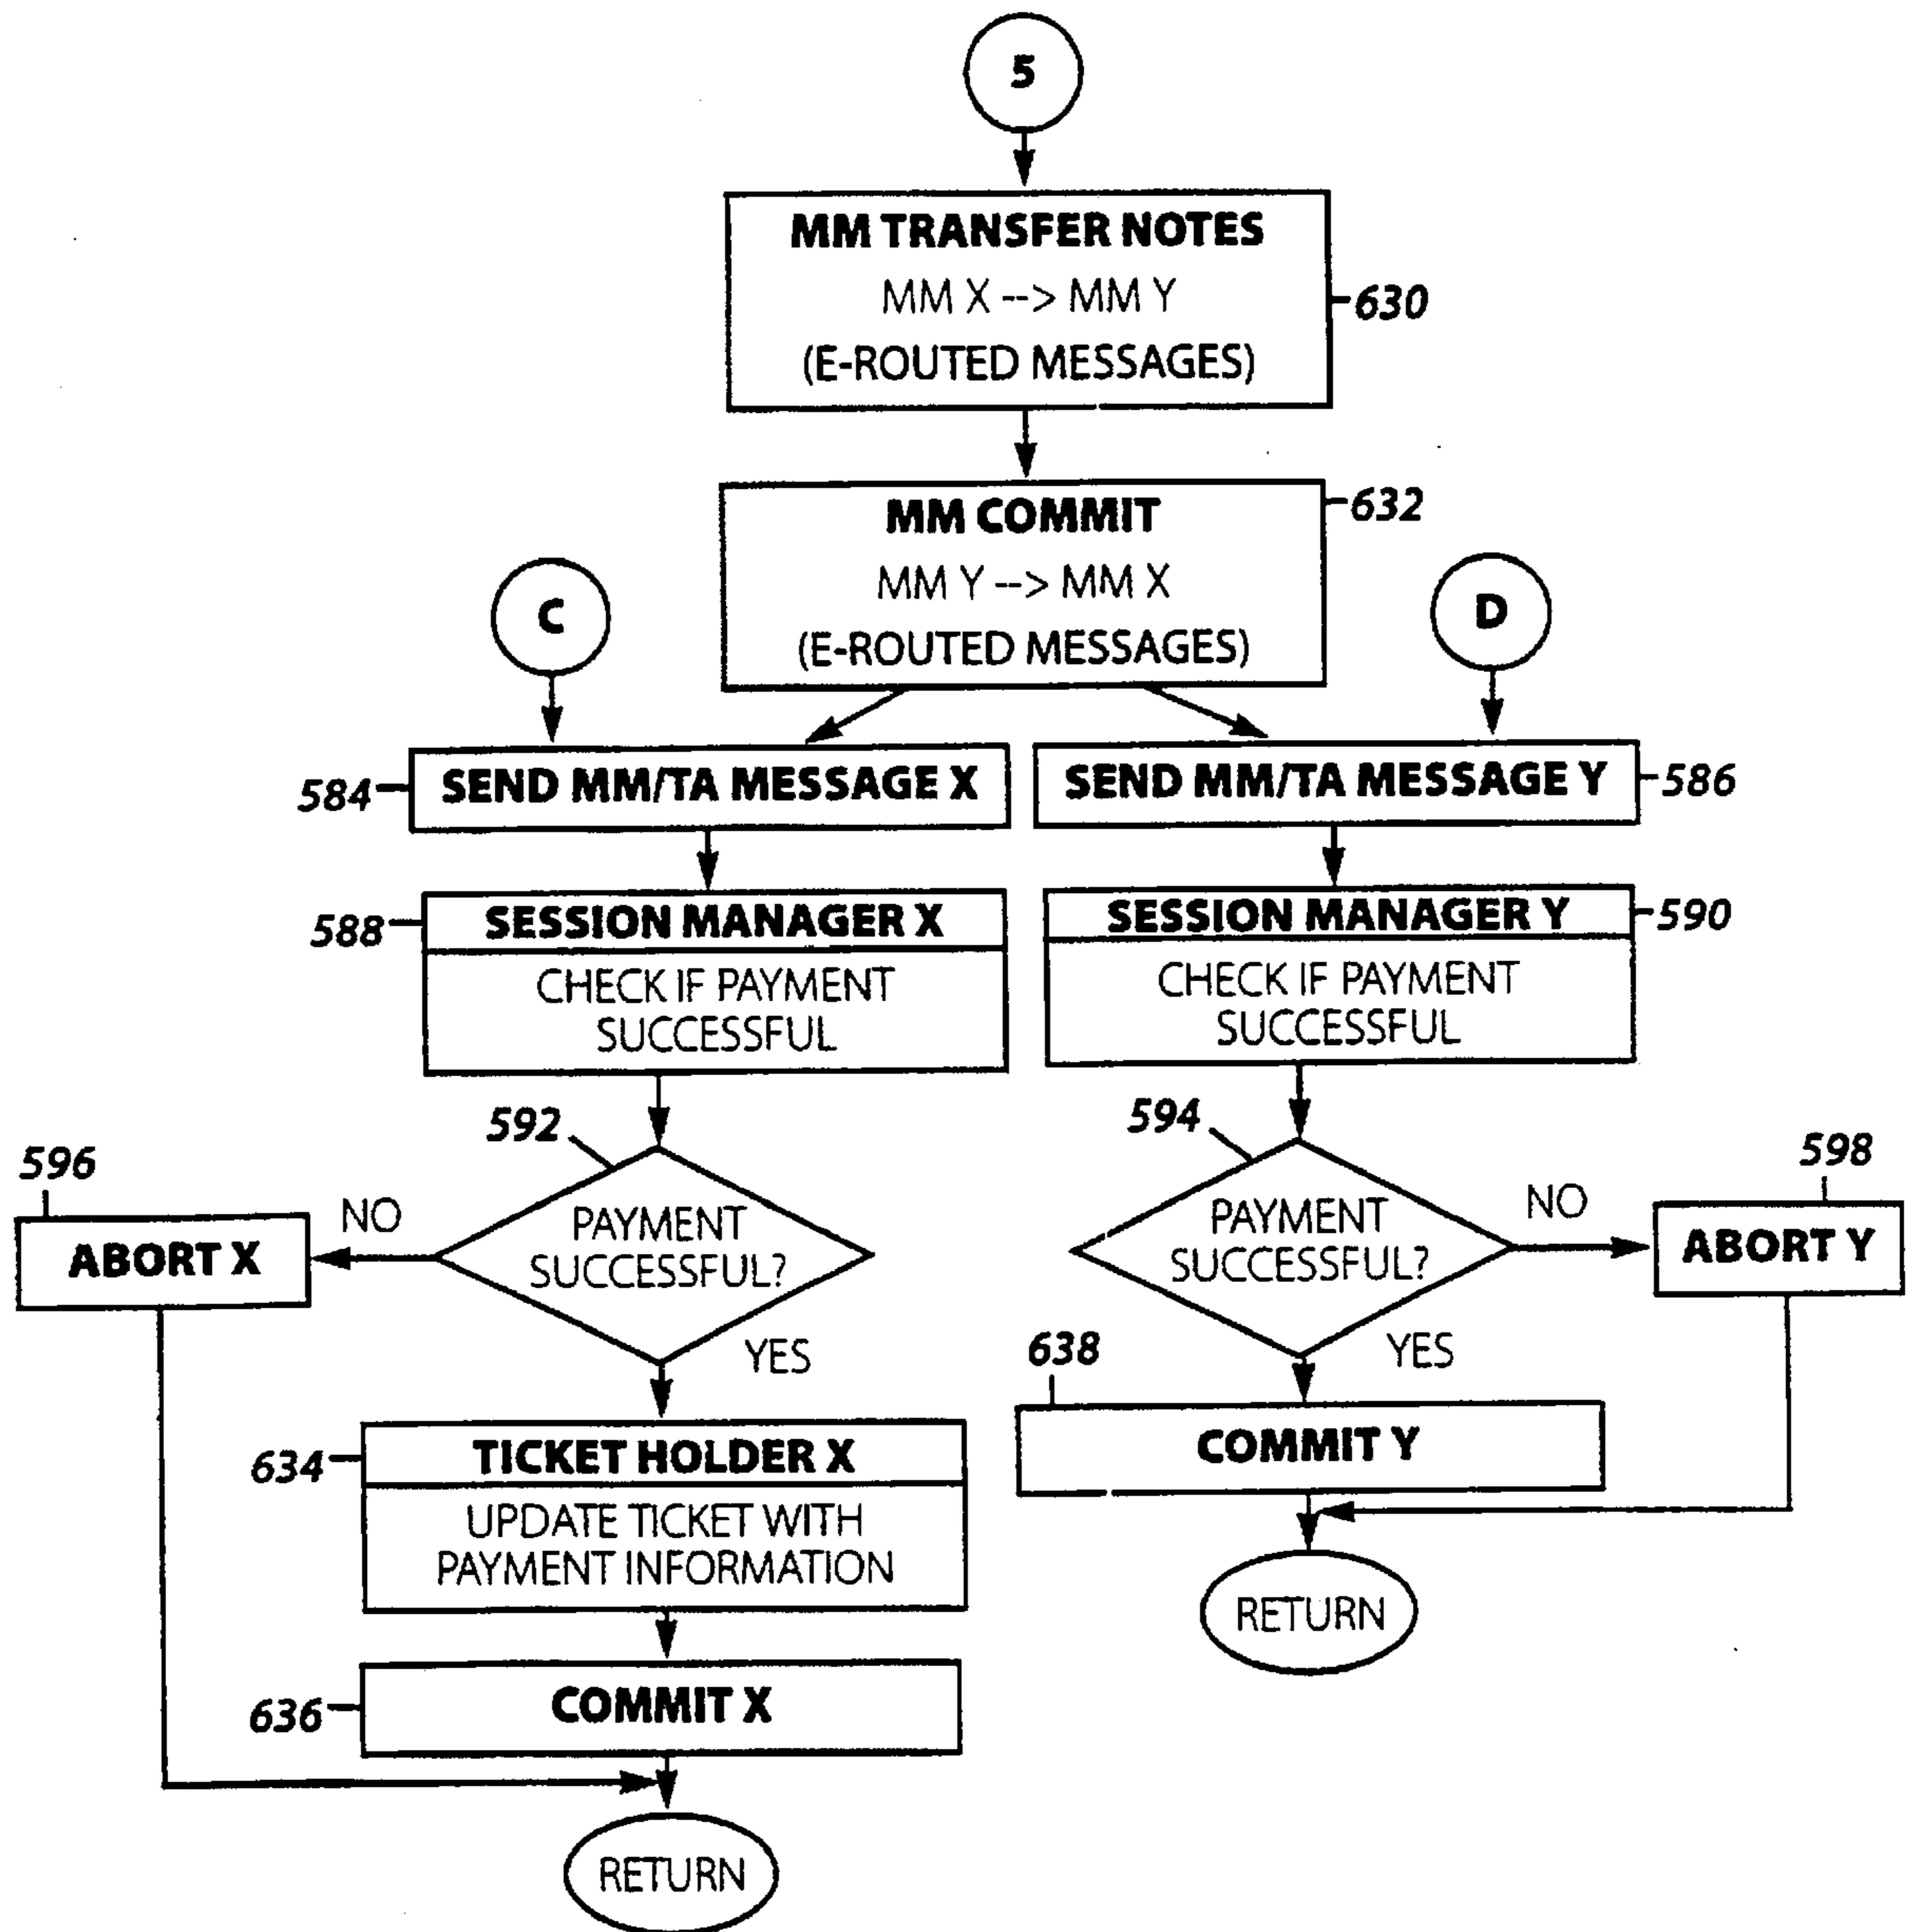 5
MM TRANSFER NOTES
MM X --> MM Y
630
(E-ROUTED MESSAGES)
MM COMMIT
632
MM Y --> MM X
(E-ROUTED MESSAGES)
C
D
584
SEND MM/TA MESSAGE X
SEND MM/TA MESSAGE Y
586
588
SESSION MANAGER X
CHECK IF PAYMENT
SUCCESSFUL
SESSION MANAGER Y
590
CHECK IF PAYMENT
SUCCESSFUL
592
594
596
NO
ABORT X
PAYMENT
SUCCESSFUL?
YES
PAYMENT
SUCCESSFUL?
NO
598
ABORT Y
YES
638
COMMIT Y
RETURN
634
TICKET HOLDER X
UPDATE TICKET WITH
PAYMENT INFORMATION
636
COMMIT X
RETURN